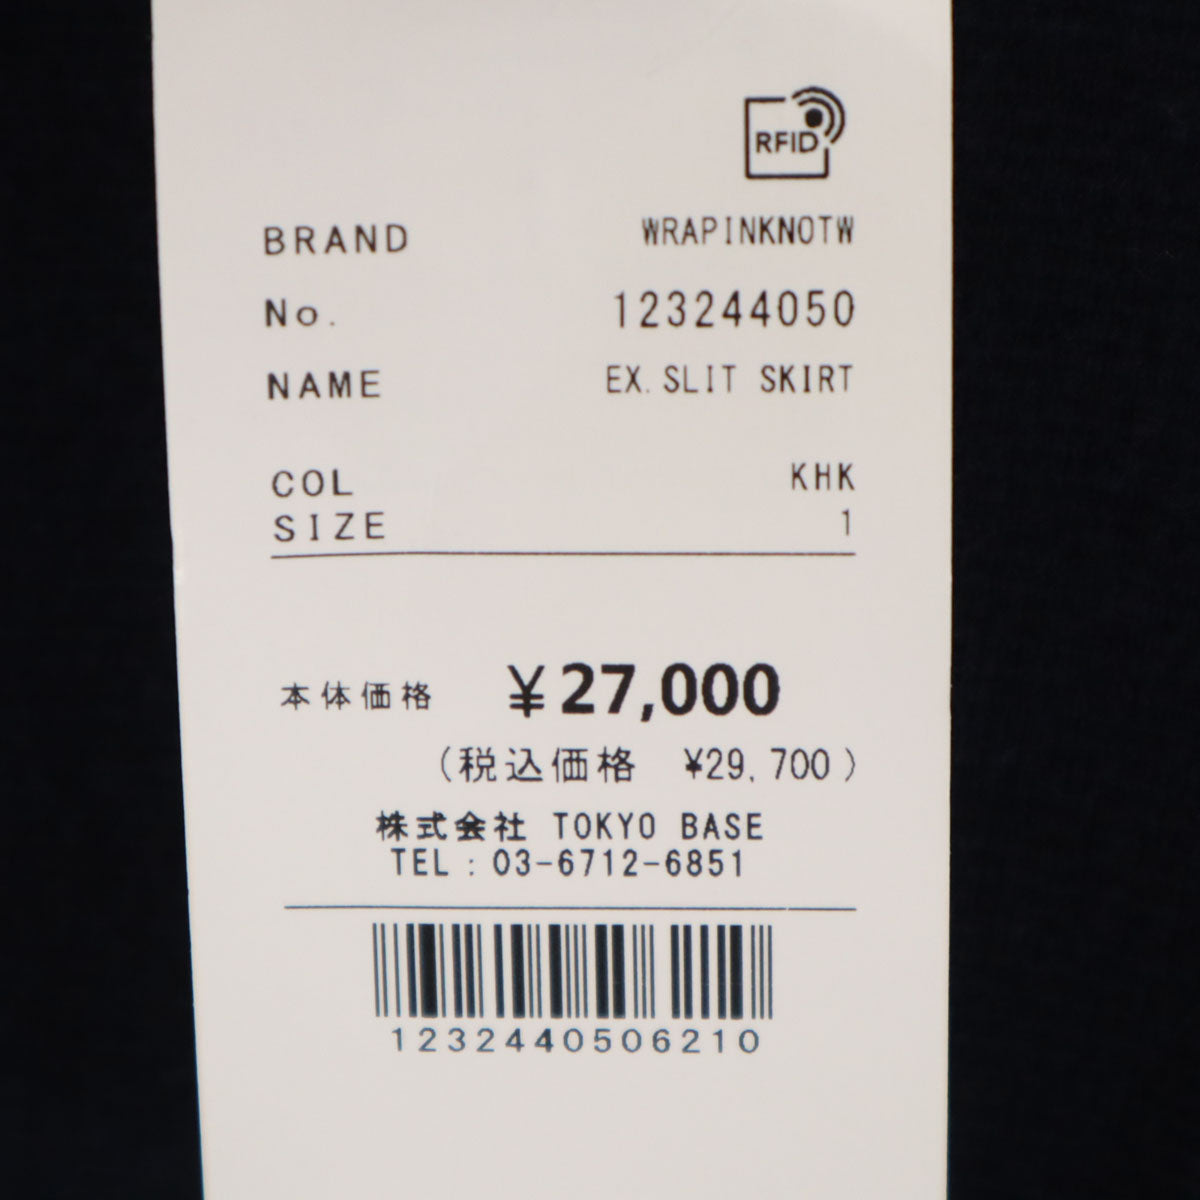 RFID
BRAND WRAPINKNOTW
No. 123244050
NAME EX.SLIT SKIRT
COL KHK
SIZE 1
本体価格 ¥27,000
(税込価格 ¥29,700)
株式会社 TOKYO BASE
TEL:03-6712-6851
1232440506210